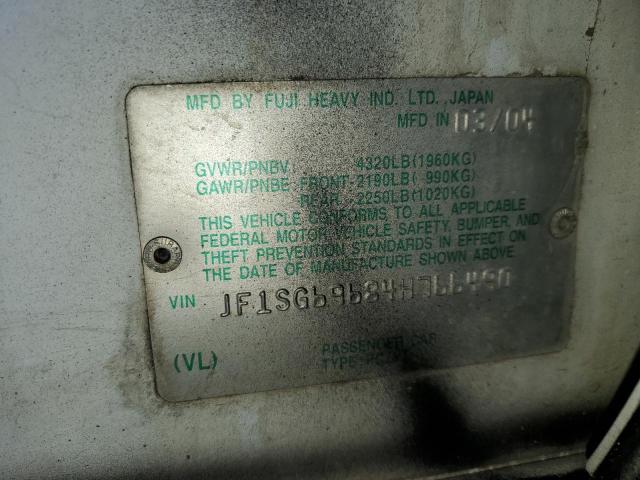 MFD BY FUJI HEAVY IND. LTD. JAPAN
MFD IN 03/04
GVWR/PNBV 4320LB(1960KG)
GAWR/PNBE FRONT-2190LB( 990KG)
REAR 2250LB(1020KG)
THIS VEHICLE CONFORMS TO ALL APPLICABLE
FEDERAL MOTOR VEHICLE SAFETY, BUMPER, AND
THEFT PREVENTION STANDARDS IN EFFECT ON
THE DATE OF MANUFACTURE SHOWN ABOVE
VIN JF1SG69684H766490
(VL) PASSENGER CAR